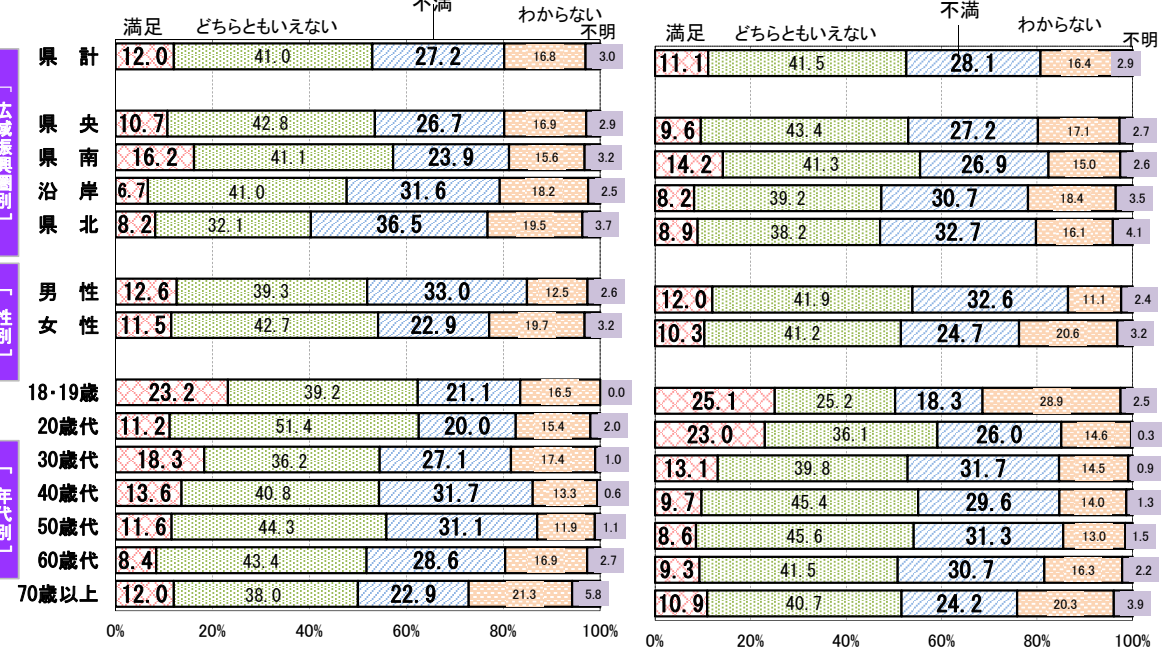 不満
満足 どちらともいえない わからない 不明
県 計 12.0 41.0 27.2 16.8 3.0
県 央 10.7 42.8 26.7 16.9 2.9
県 南 16.2 41.1 23.9 15.6 3.2
沿 岸 6.7 41.0 31.6 18.2 2.5
県 北 8.2 32.1 36.5 19.5 3.7
男 性 12.6 39.3 33.0 12.5 2.6
女 性 11.5 42.7 22.9 19.7 3.2
18・19歳 23.2 39.2 21.1 16.5 0.0
20歳代 11.2 51.4 20.0 15.4 2.0
30歳代 18.3 36.2 27.1 17.4 1.0
40歳代 13.6 40.8 31.7 13.3 0.6
50歳代 11.6 44.3 31.1 11.9 1.1
60歳代 8.4 43.4 28.6 16.9 2.7
70歳以上 12.0 38.0 22.9 21.3 5.8
0% 20% 40% 60% 80% 100%
［広域振興圏別］
［性別］
［年代別］
不満
満足 どちらともいえない わからない 不明
11.1 41.5 28.1 16.4 2.9
9.6 43.4 27.2 17.1 2.7
14.2 41.3 26.9 15.0 2.6
8.2 39.2 30.7 18.4 3.5
8.9 38.2 32.7 16.1 4.1
12.0 41.9 32.6 11.1 2.4
10.3 41.2 24.7 20.6 3.2
25.1 25.2 18.3 28.9 2.5
23.0 36.1 26.0 14.6 0.3
13.1 39.8 31.7 14.5 0.9
9.7 45.4 29.6 14.0 1.3
8.6 45.6 31.3 13.0 1.5
9.3 41.5 30.7 16.3 2.2
10.9 40.7 24.2 20.3 3.9
0% 20% 40% 60% 80% 100%